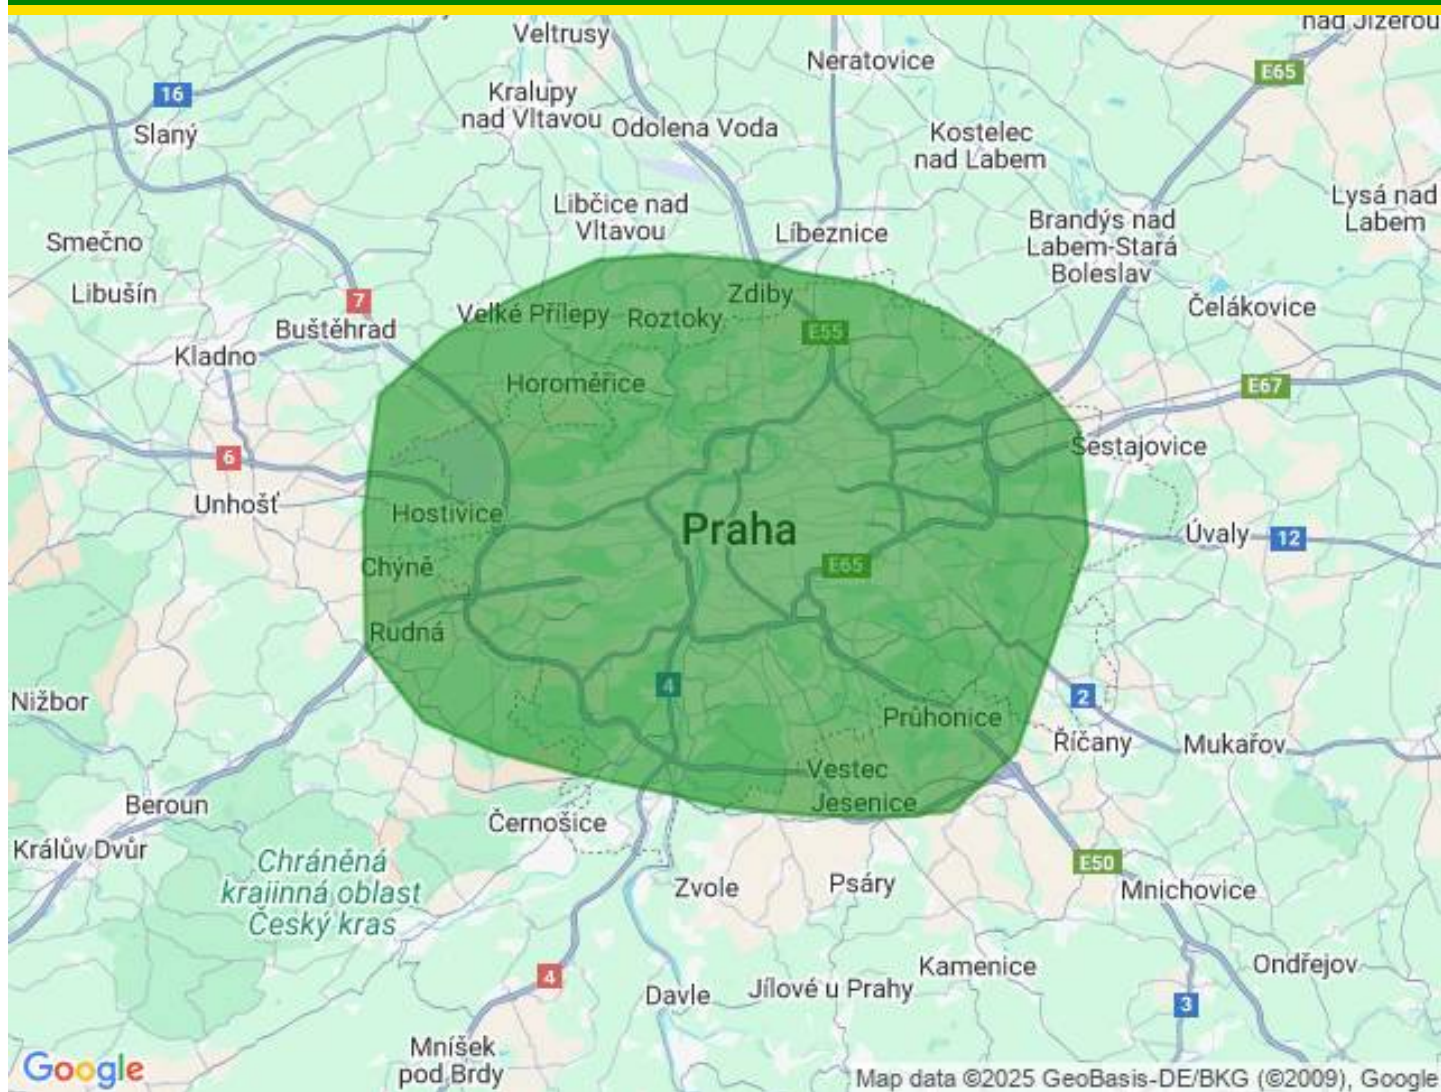 nad Jizerou
Veltrusy
Neratovice
E65
16
Kralupy
nad Vltavou
Odolena Voda
Slaný
Kostelec
nad Labem
Lysá nad
Labem
Libčice nad
Vltavou
Líbeznice
Brandýs nad
Labem-Stará
Boleslav
Smečno
Libušín
7
Zdiby
Čelákovice
Velké Přílepy
Roztoky
Buštěhrad
E55
Kladno
Horoměřice
E67
Šestajovice
6
Unhošť
Hostivice
Praha
Úvaly
12
Chýně
E65
Rudná
4
2
Nižbor
Průhonice
Říčany
Mukařov
Vestec
Jesenice
Beroun
Černošice
Králův Dvůr
Chráněná
krajinná oblast
Český kras
E50
Zvole
Psáry
Mnichovice
4
Kamenice
Ondřejov
Davle
Jílové u Prahy
3
Mníšek
pod Brdy
Google
Map data ©2025 GeoBasis-DE/BKG (©2009), Google